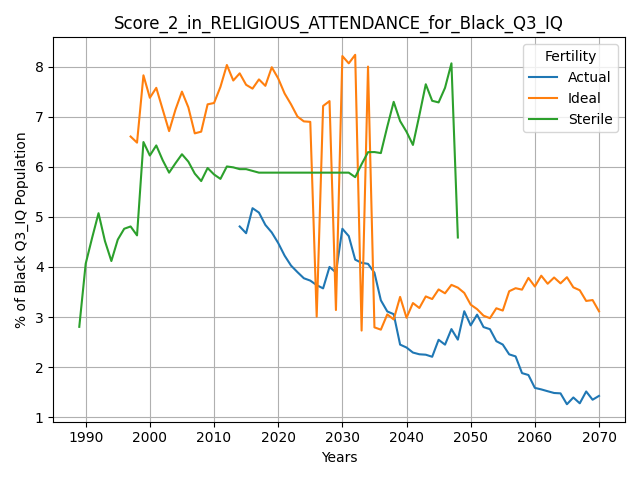 Score_2_in_RELIGIOUS_ATTENDANCE_for_Black_Q3_IQ
Fertility
Actual
Ideal
Sterile
% of Black Q3_IQ Population
8
7
6
5
4
3
2
1
1990 2000 2010 2020 2030 2040 2050 2060 2070
Years